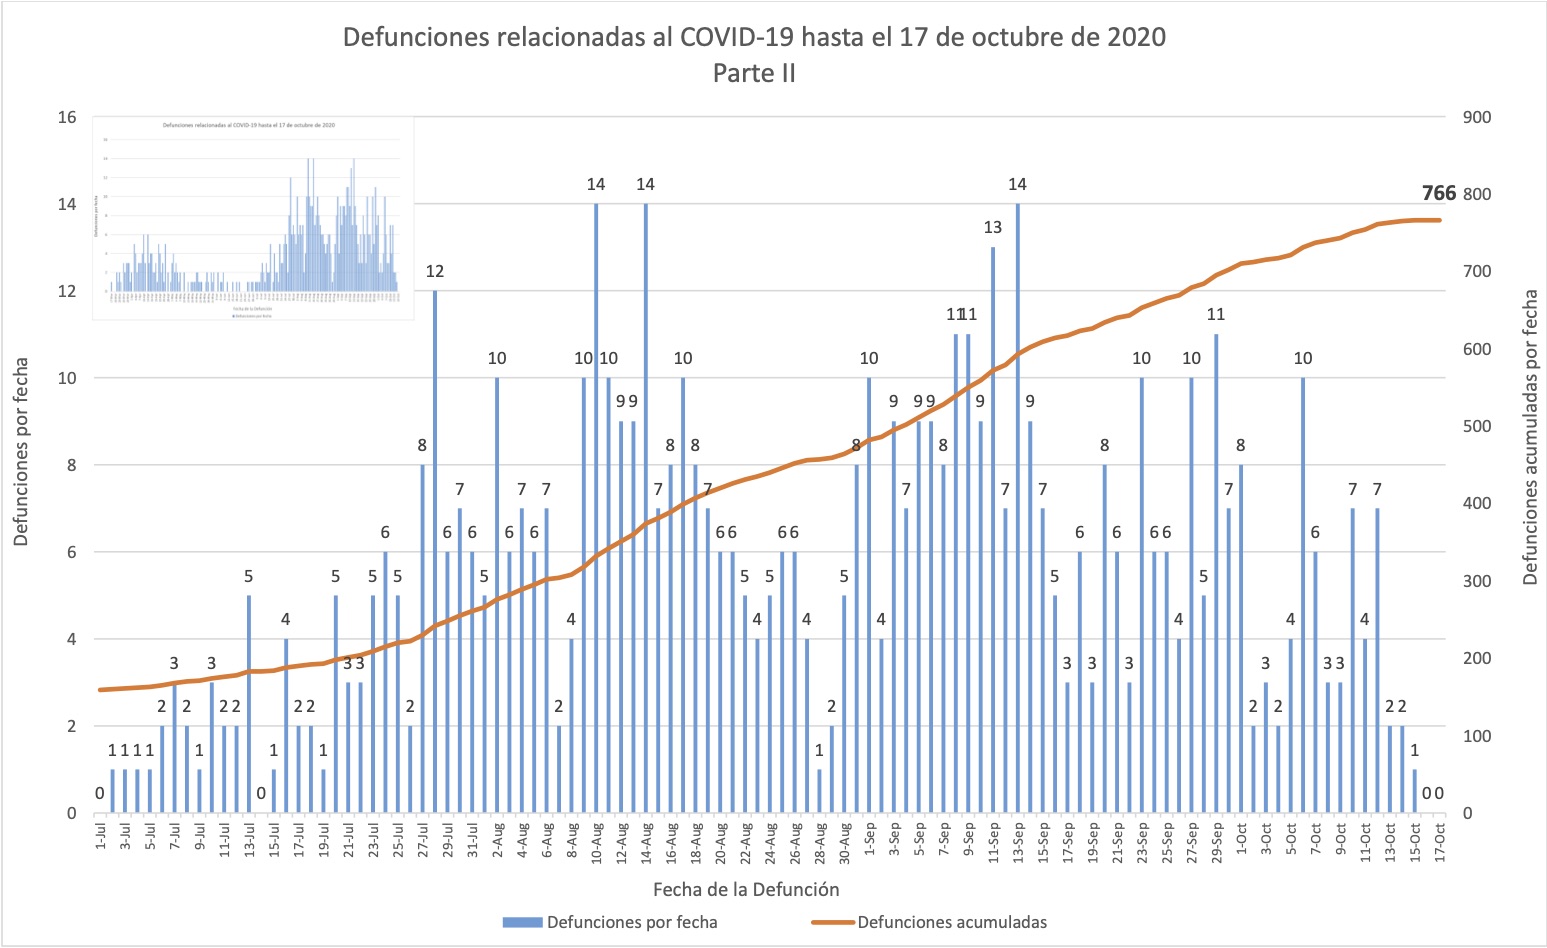 Defunciones relacionadas al COVID-19 hasta el 17 de octubre de 2020
Parte II
Defunciones relacionadas al COVID-19 hasta el 17 de octubre de 2020
Defunciones por fecha
Fecha de la Defunción
Defunciones por fecha
16
14
12
10
8
6
4
2
0
Defunciones por fecha
900
800
700
600
500
400
300
200
100
0
Defunciones acumuladas por fecha
766
0 1 1 1 1 2 3 2 1 3 2 2 5 0 1 4 2 2 1 5 3 3 5 6 5 2 8 12 6 7 6
5 10 6 7 6 7 2 4 10 14 10 9 9 14 7 8 10 8 7 6 6 5 4 5 6 6 4 1 2 5 8
10 4 9 7 9 9 8 11 11 9 13 7 14 9 7 5 3 6 3 8 6 3 10 6 6 4 10 5 11 7
8 2 3 2 4 10 6 3 3 7 4 7 2 2 1 0 0
1-Jul 3-Jul 5-Jul 7-Jul 9-Jul 11-Jul 13-Jul 15-Jul 17-Jul 19-Jul 21-Jul 23-Jul 25-Jul 27-Jul 29-Jul 31-Jul 2-Aug 4-Aug 6-Aug 8-Aug 10-Aug 12-Aug 14-Aug 16-Aug 18-Aug 20-Aug 22-Aug 24-Aug 26-Aug 28-Aug 30-Aug 1-Sep 3-Sep 5-Sep 7-Sep 9-Sep 11-Sep 13-Sep 15-Sep 17-Sep 19-Sep 21-Sep 23-Sep 25-Sep 27-Sep 29-Sep 1-Oct 3-Oct 5-Oct 7-Oct 9-Oct 11-Oct 13-Oct 15-Oct 17-Oct
Fecha de la Defunción
Defunciones por fecha Defunciones acumuladas